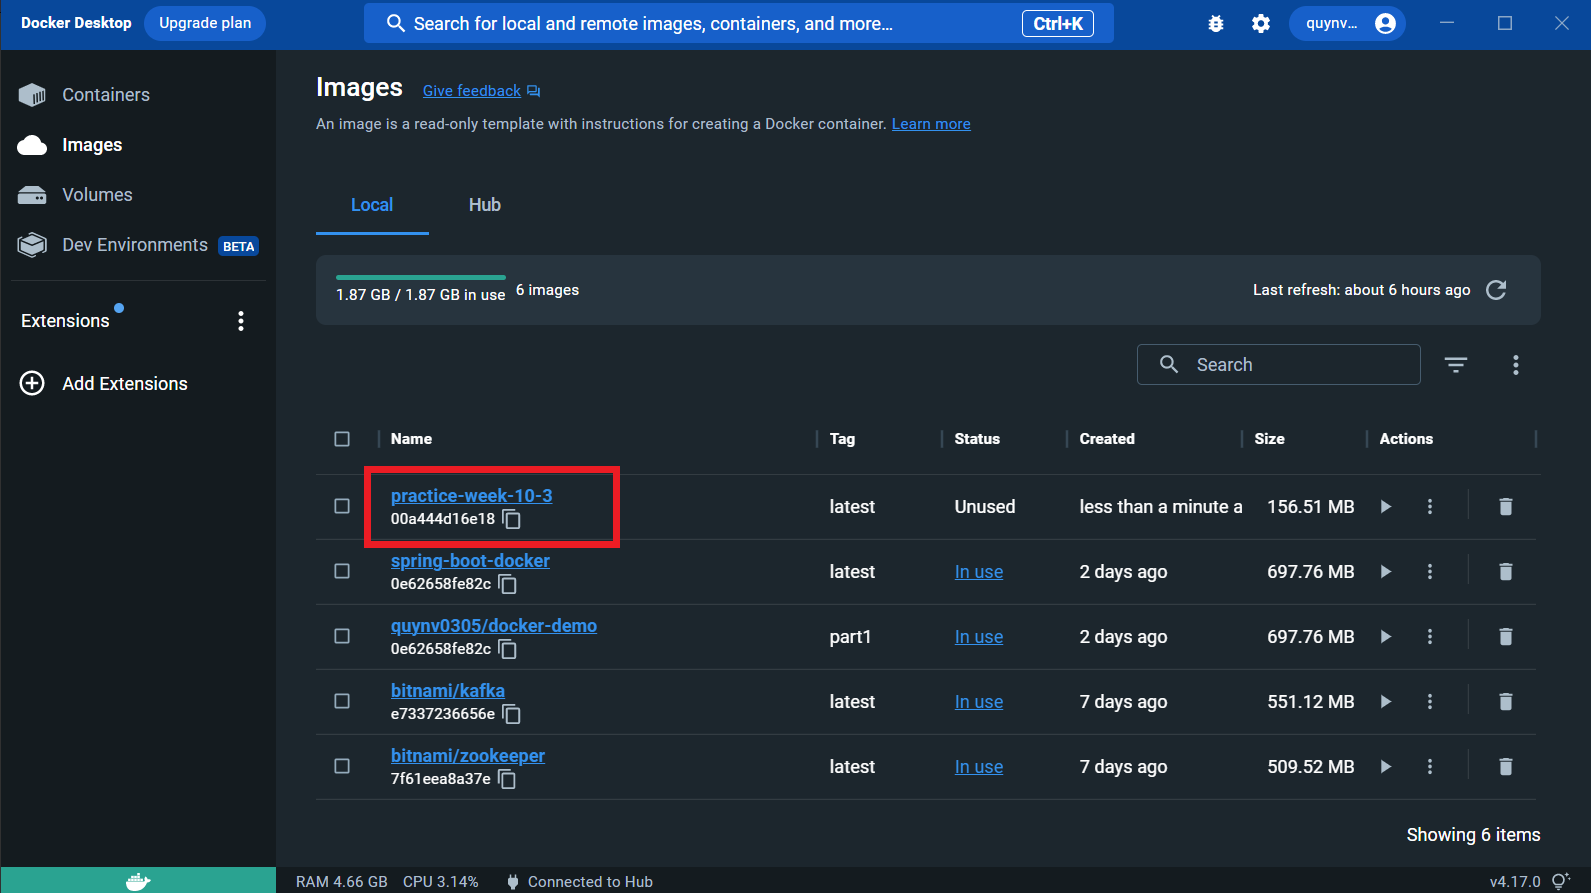 Docker Desktop Upgrade plan Search for local and remote images, containers, and more... Ctrl+K quynv...
Containers
Images
Volumes
Dev Environments BETA
Extensions
Add Extensions
Images Give feedback
An image is a read-only template with instructions for creating a Docker container. Learn more
Local Hub
1.87 GB / 1.87 GB in use 6 images Last refresh: about 6 hours ago
Search
Name Tag Status Created Size Actions
practice-week-10-3 latest Unused less than a minute a 156.51 MB
00a444d16e18
spring-boot-docker latest In use 2 days ago 697.76 MB
0e62658fe82c
quynv0305/docker-demo part1 In use 2 days ago 697.76 MB
0e62658fe82c
bitnami/kafka latest In use 7 days ago 551.12 MB
e7337236656e
bitnami/zookeeper latest In use 7 days ago 509.52 MB
7f61eea8a37e
Showing 6 items
RAM 4.66 GB CPU 3.14% Connected to Hub v4.17.0